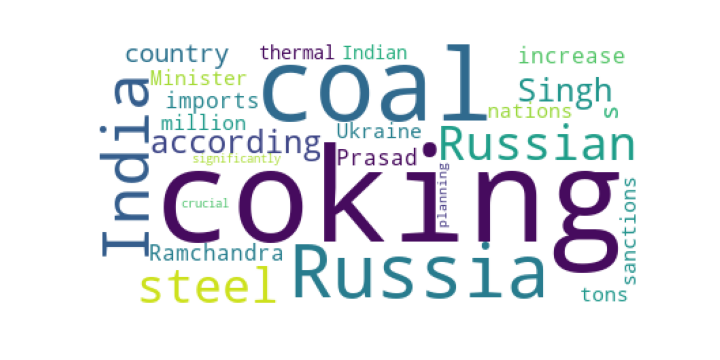 country
thermal
Indian
increase
Minister
coal
Singh
imports
nations
s
million
Ukraine
according
Russian
India
significantly
Prasad
coking
planning
crucial
sanctions
Ramchandra
Russia
steel
tons